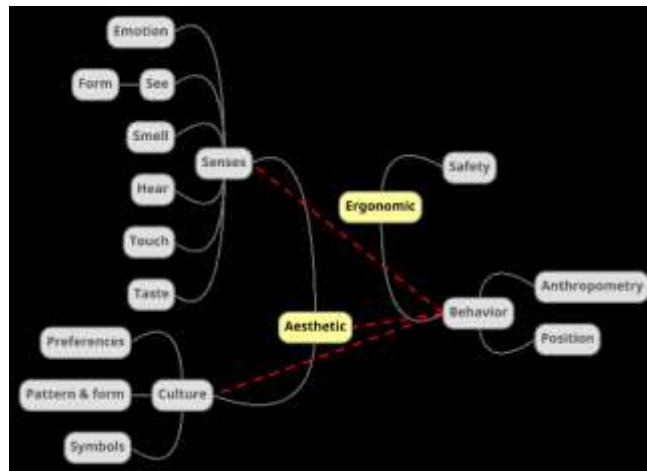 Emotion
Form
See
Smell
Senses
Hear
Touch
Taste
Safety
Ergonomic
Anthropometry
Behavior
Position
Aesthetic
Preferences
Pattern & form
Culture
Symbols